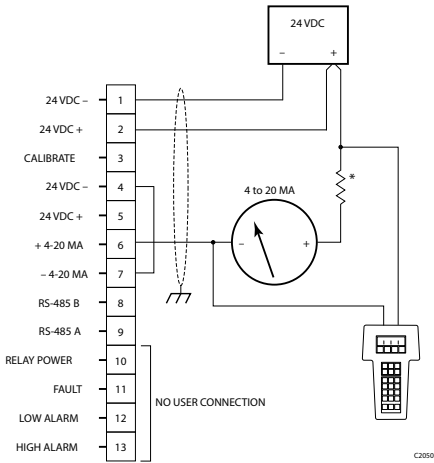 24 VDC
– +
24 VDC – 1
24 VDC + 2
CALIBRATE 3
24 VDC – 4
24 VDC + 5
+ 4-20 MA 6
– 4-20 MA 7
RS-485 B 8
RS-485 A 9
RELAY POWER 10
FAULT 11
LOW ALARM 12
HIGH ALARM 13
*
4 to 20 MA
– +
NO USER CONNECTION
C2050